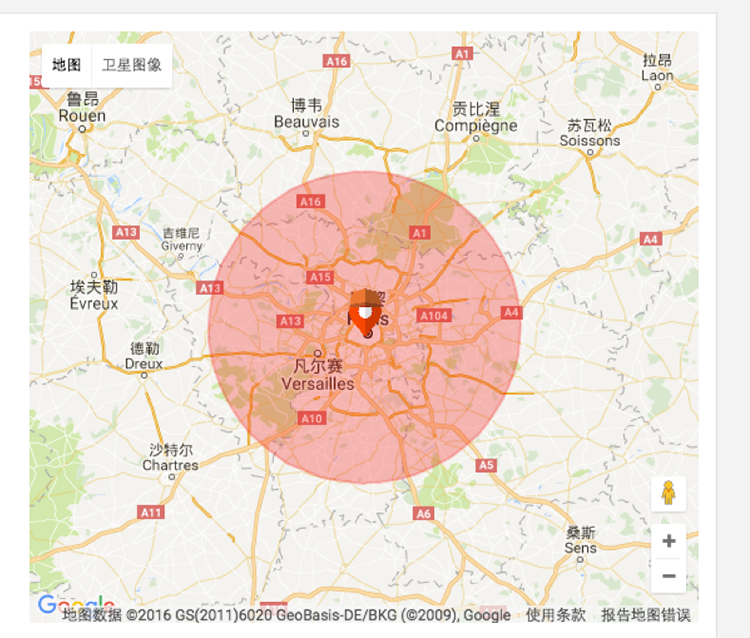 地图 卫星图像
A16
A1
拉昂
Laon
鲁昂
Rouen
博韦
Beauvais
贡比涅
Compiègne
苏瓦松
Soissons
A16
A13
吉维尼
Giverny
A1
A4
A15
A13
埃夫勒
Évreux
A13
A104
A4
德勒
Dreux
凡尔赛
Versailles
A10
沙特尔
Chartres
A5
A11
A6
桑斯
Sens
+
−
Google
地图数据 ©2016 GS(2011)6020 GeoBasis-DE/BKG (©2009), Google 使用条款 报告地图错误